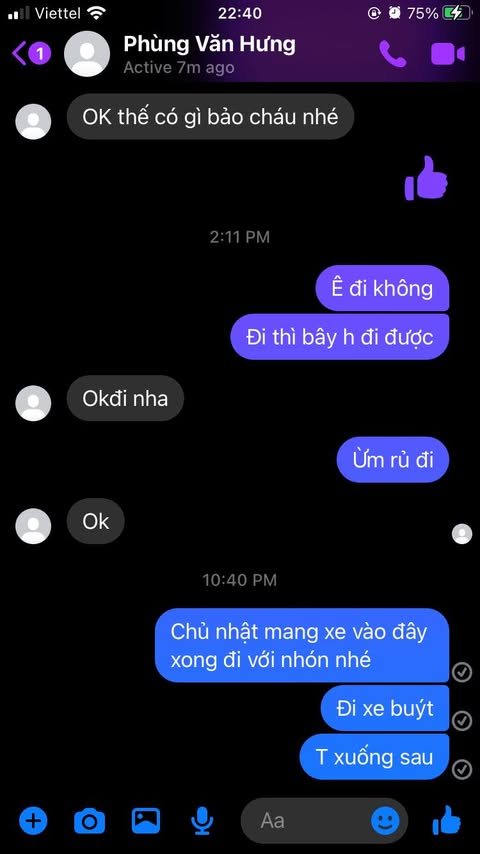 Viettel
22:40
75%
1
Phùng Văn Hưng
Active 7m ago
OK thế có gì bảo cháu nhé
2:11 PM
Ê đi không
Đi thì bây h đi được
Okđi nha
Ừm rủ đi
Ok
10:40 PM
Chủ nhật mang xe vào đây
xong đi với nhón nhé
Đi xe buýt
T xuống sau
Aa